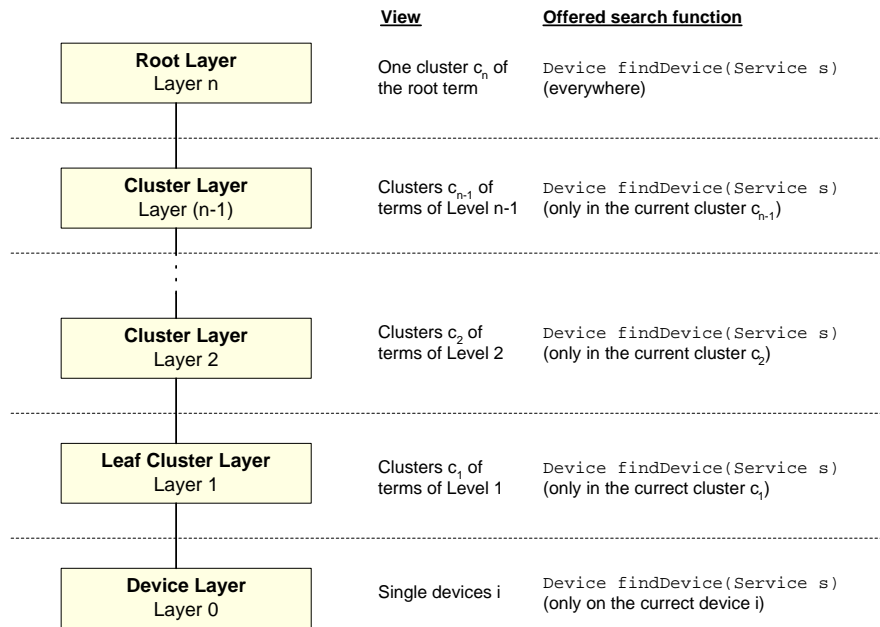 View
Offered search function
Root Layer
Layer n
One cluster cₙ of
the root term
Device findDevice(Service s)
(everywhere)
Cluster Layer
Layer (n-1)
Clusters cₙ₋₁ of
terms of Level n-1
Device findDevice(Service s)
(only in the current cluster cₙ₋₁)
Cluster Layer
Layer 2
Clusters c₂ of
terms of Level 2
Device findDevice(Service s)
(only in the current cluster c₂)
Leaf Cluster Layer
Layer 1
Clusters c₁ of
terms of Level 1
Device findDevice(Service s)
(only in the currect cluster c₁)
Device Layer
Layer 0
Single devices i
Device findDevice(Service s)
(only on the currect device i)